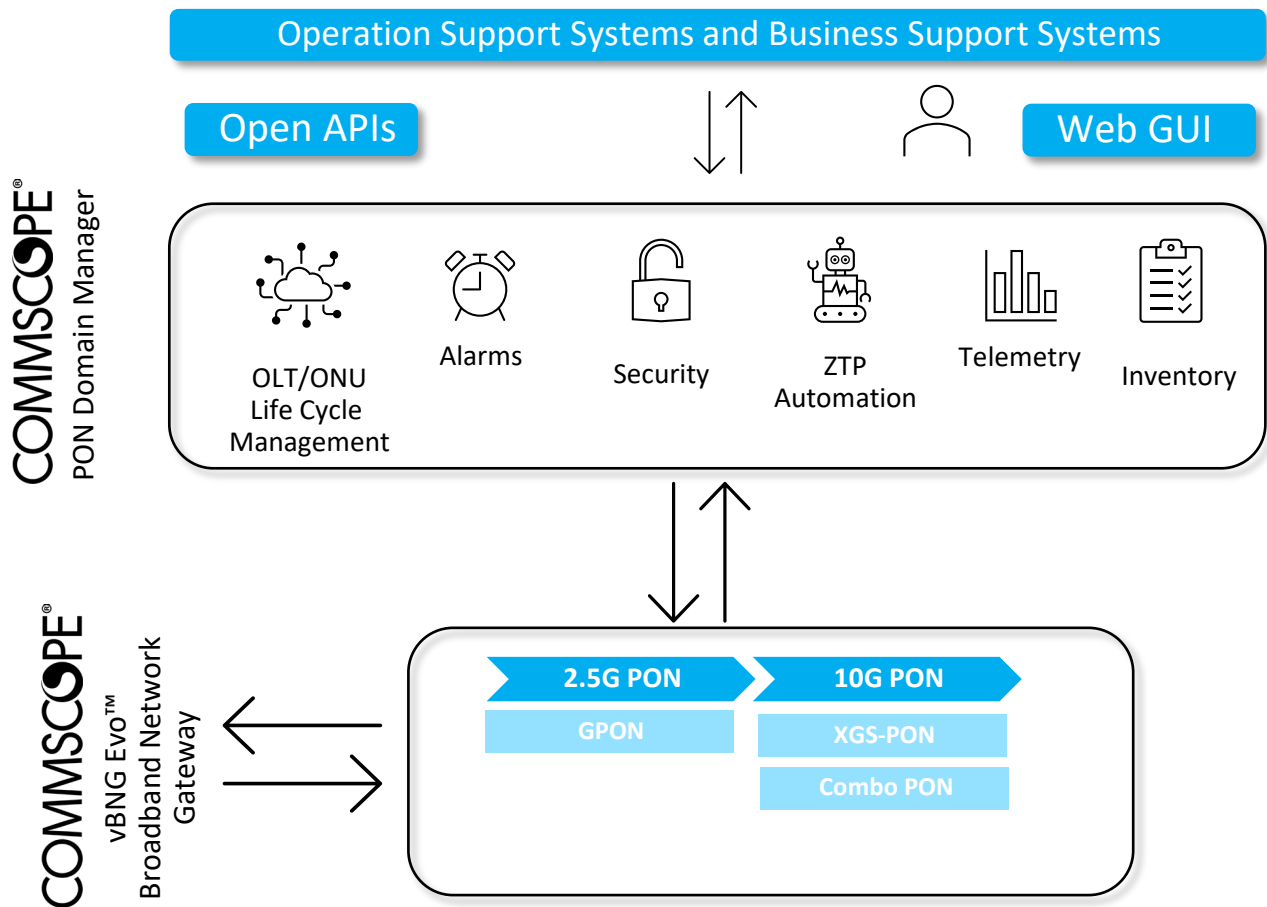 Operation Support Systems and Business Support Systems
Open APIs
Web GUI
COMMSCOPE®
PON Domain Manager
OLT/ONU
Life Cycle
Management
Alarms
Security
ZTP
Automation
Telemetry
Inventory
COMMSCOPE®
vBNG Evo™
Broadband Network
Gateway
2.5G PON
10G PON
GPON
XGS-PON
Combo PON